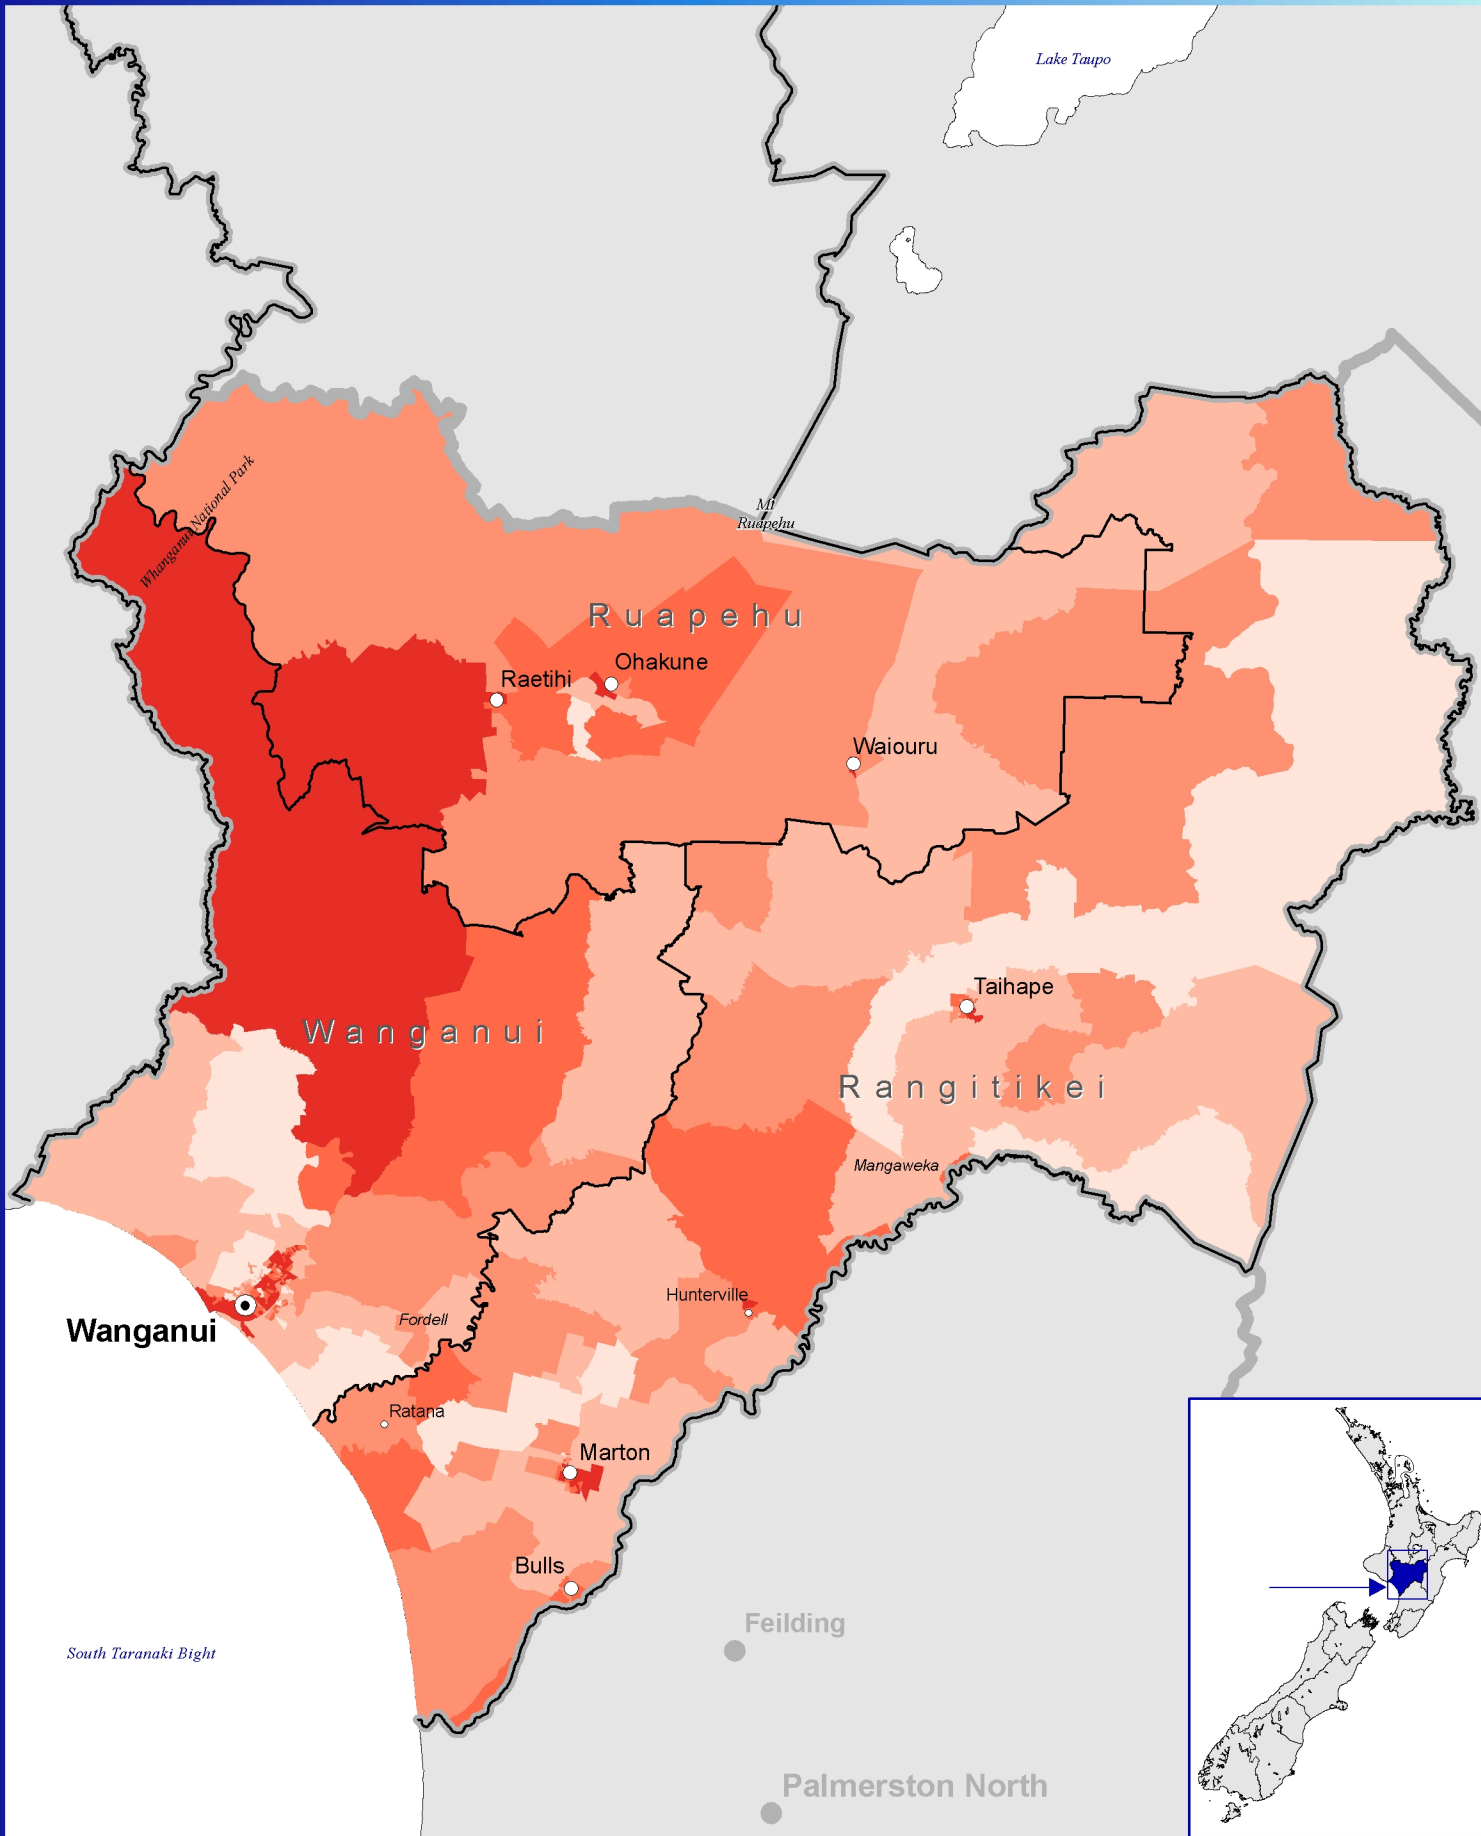 Lake Taupo
Whanganui National Park
Mt
Ruapehu
Ruapehu
Raetihi
Ohakune
Waiouru
Taihape
Wanganui
Rangitikei
Mangaweka
Hunterville
Wanganui
Fordell
Ratana
Marton
Bulls
Feilding
South Taranaki Bight
Palmerston North